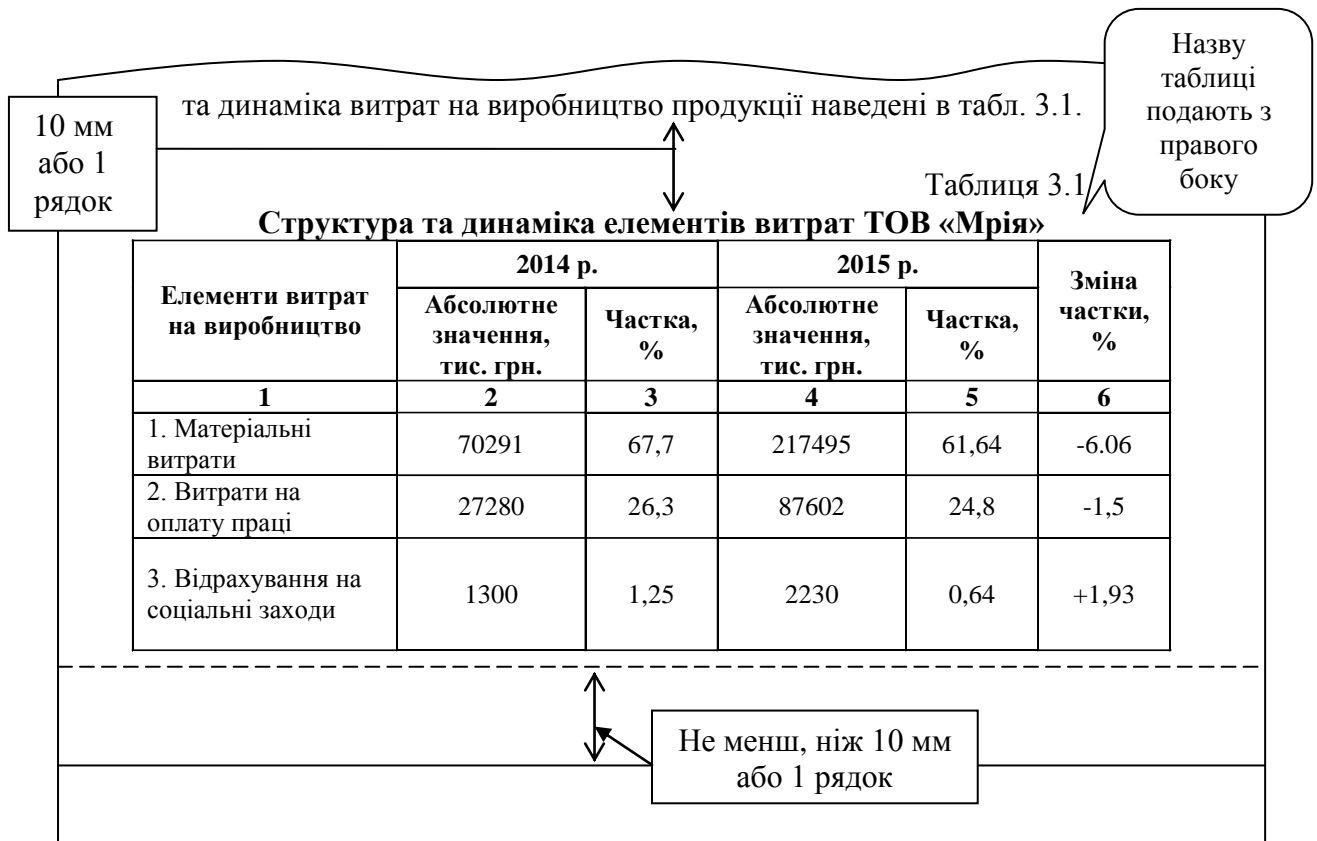 Назву
таблиці
подають з
правого
боку
10 мм
або 1
рядок
та динаміка витрат на виробництво продукції наведені в табл. 3.1.
Таблиця 3.1
Структура та динаміка елементів витрат ТОВ «Мрія»
Елементи витрат
на виробництво
2014 р.
2015 р.
Зміна
частки,
%
Абсолютне
значення,
тис. грн.
Частка,
%
Абсолютне
значення,
тис. грн.
Частка,
%
1 2 3 4 5 6
1. Матеріальні
витрати
70291 67,7 217495 61,64 -6.06
2. Витрати на
оплату праці
27280 26,3 87602 24,8 -1,5
3. Відрахування на
соціальні заходи
1300 1,25 2230 0,64 +1,93
Не менш, ніж 10 мм
або 1 рядок